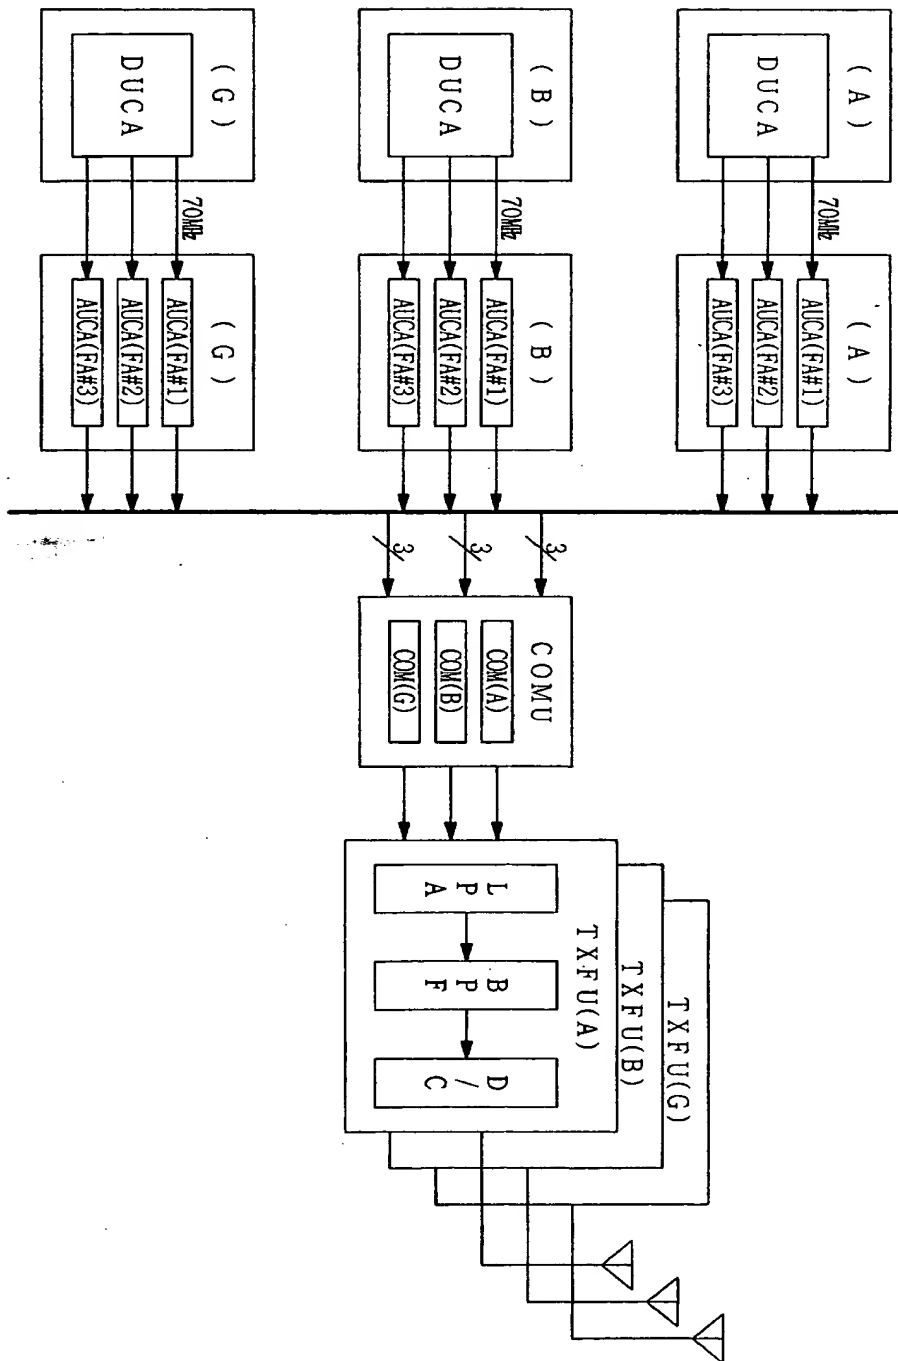 (A)
DUCA
70MHz
(A)
AUCA(FA#1)
AUCA(FA#2)
AUCA(FA#3)
(B)
DUCA
70MHz
(B)
AUCA(FA#1)
AUCA(FA#2)
AUCA(FA#3)
(G)
DUCA
70MHz
(G)
AUCA(FA#1)
AUCA(FA#2)
AUCA(FA#3)
3
3
3
COMU
COM(A)
COM(B)
COM(G)
TXFU(G)
TXFU(B)
TXFU(A)
LPA
BPF
D/C